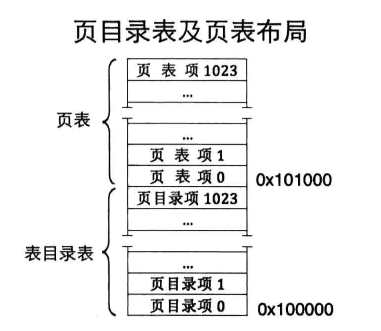 页目录表及页表布局
页 表 项 1023
...
页表
...
页 表 项 1
页 表 项 0 0x101000
页目录项 1023
...
表目录表
...
页目录项 1
页目录项 0 0x100000